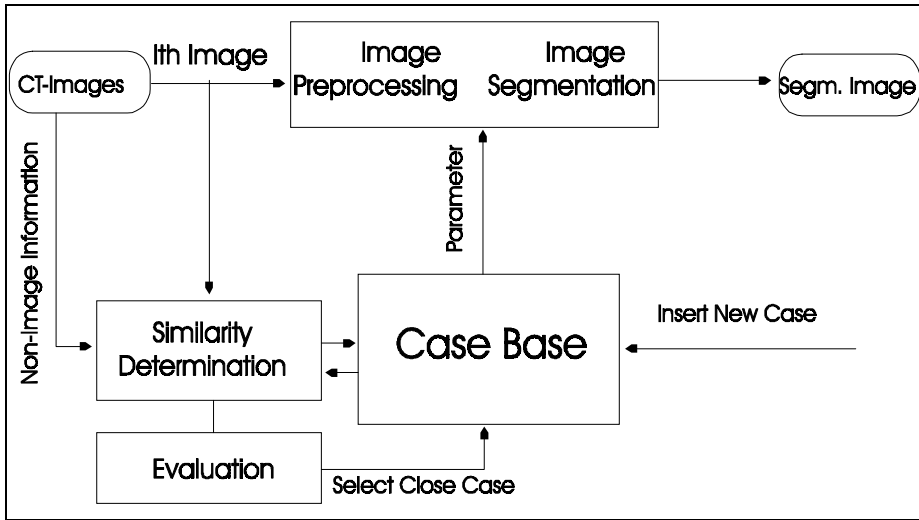 Ith Image
CT-Images
Image
Preprocessing
Image
Segmentation
Segm. Image
Non-Image Information
Parameter
Similarity
Determination
Case Base
Insert New Case
Evaluation
Select Close Case